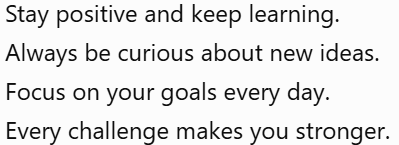 Stay positive and keep learning.
Always be curious about new ideas.
Focus on your goals every day.
Every challenge makes you stronger.